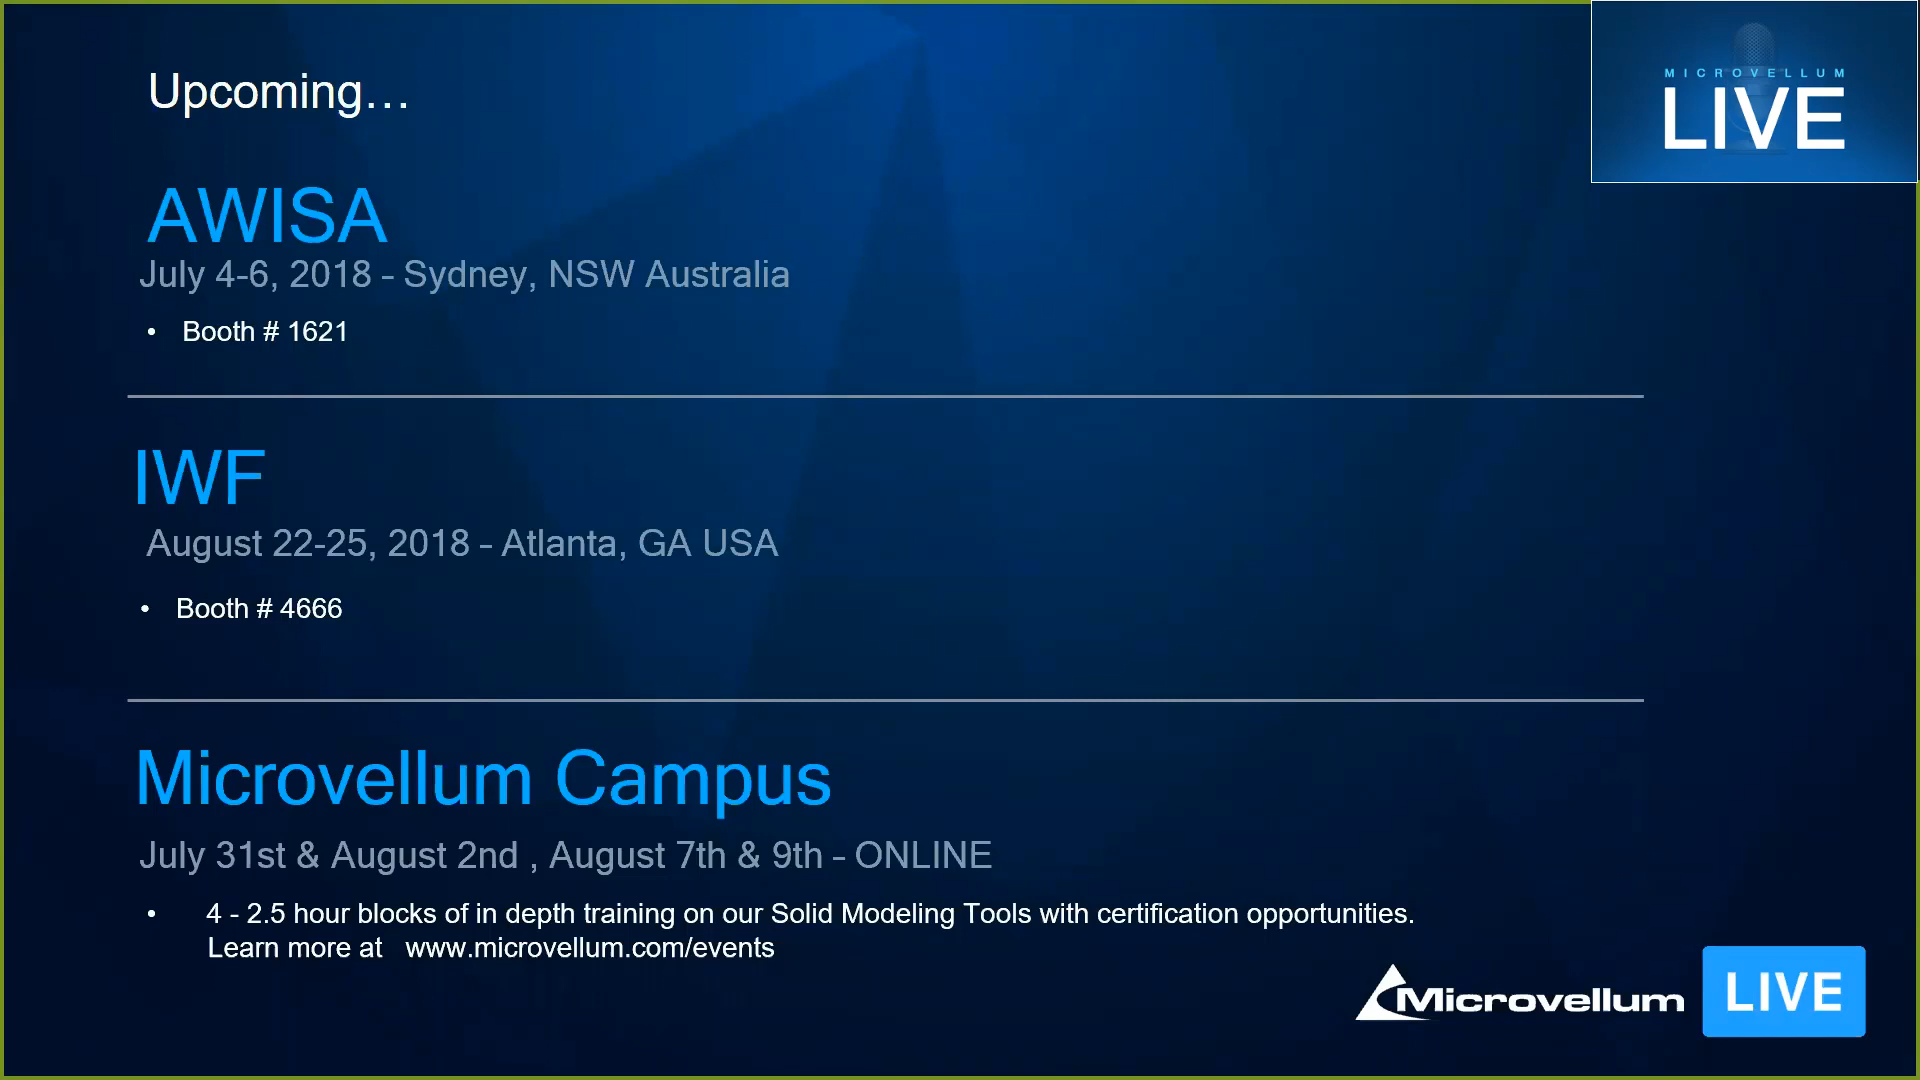 Upcoming…
MICROVELLUM
LIVE
AWISA
July 4-6, 2018 - Sydney, NSW Australia
• Booth # 1621
IWF
August 22-25, 2018 - Atlanta, GA USA
• Booth # 4666
Microvellum Campus
July 31st & August 2nd , August 7th & 9th - ONLINE
• 4 - 2.5 hour blocks of in depth training on our Solid Modeling Tools with certification opportunities.
Learn more at www.microvellum.com/events
Microvellum LIVE